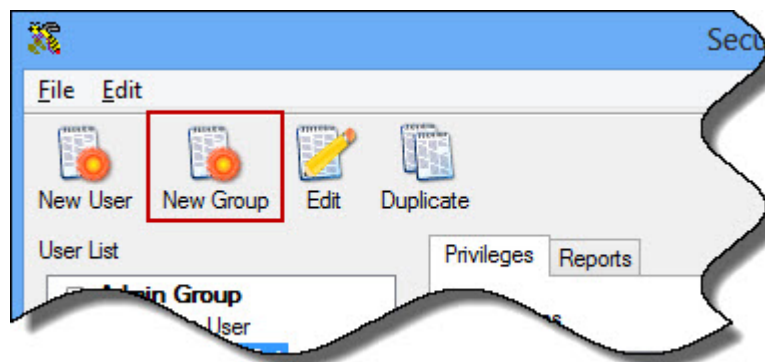 Secu
File Edit
New User New Group Edit Duplicate
User List Privileges Reports
Admin Group
User